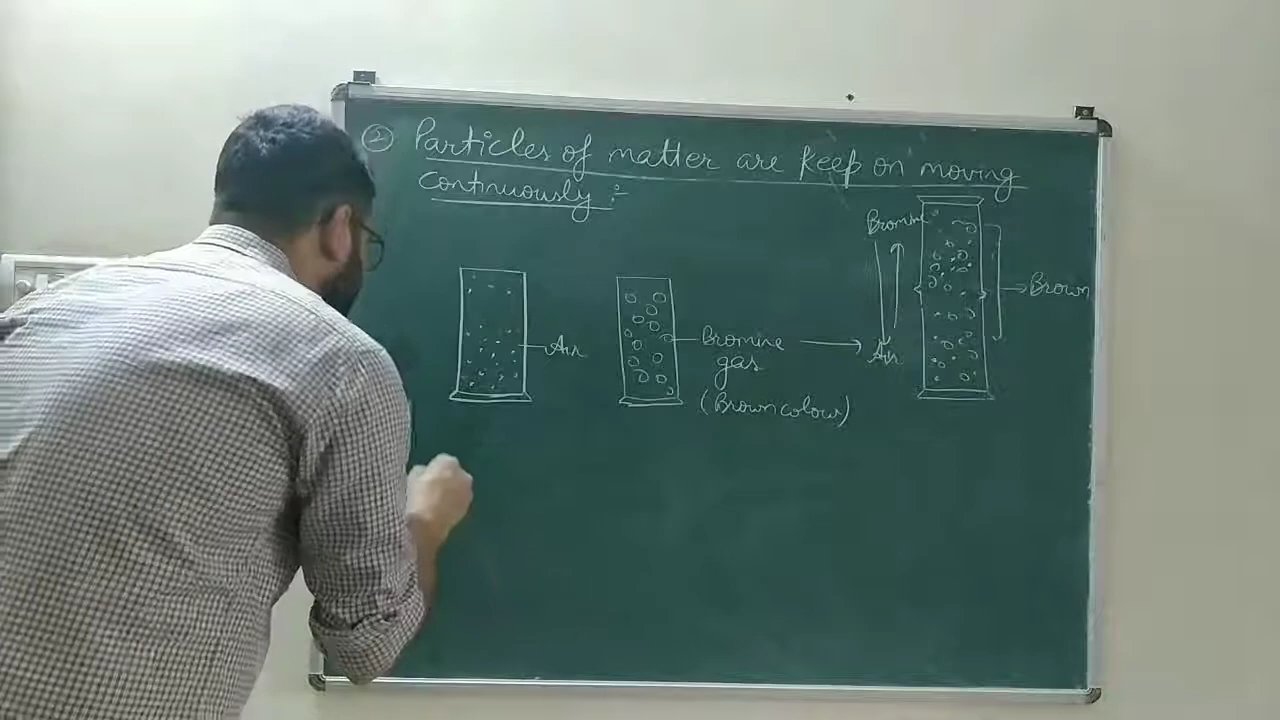 ② Particles of matter are keep on moving
continuously :-
Bromine
Brown
Air
Bromine
gas
Air
(Brown colour)